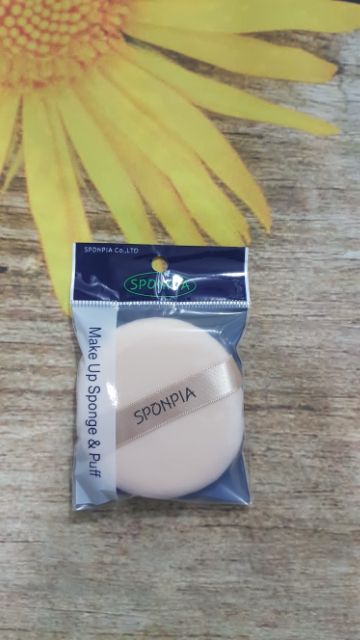 SPONPIA Co.,LTD
SPONPIA
Make Up Sponge & Puff
SPONPIA